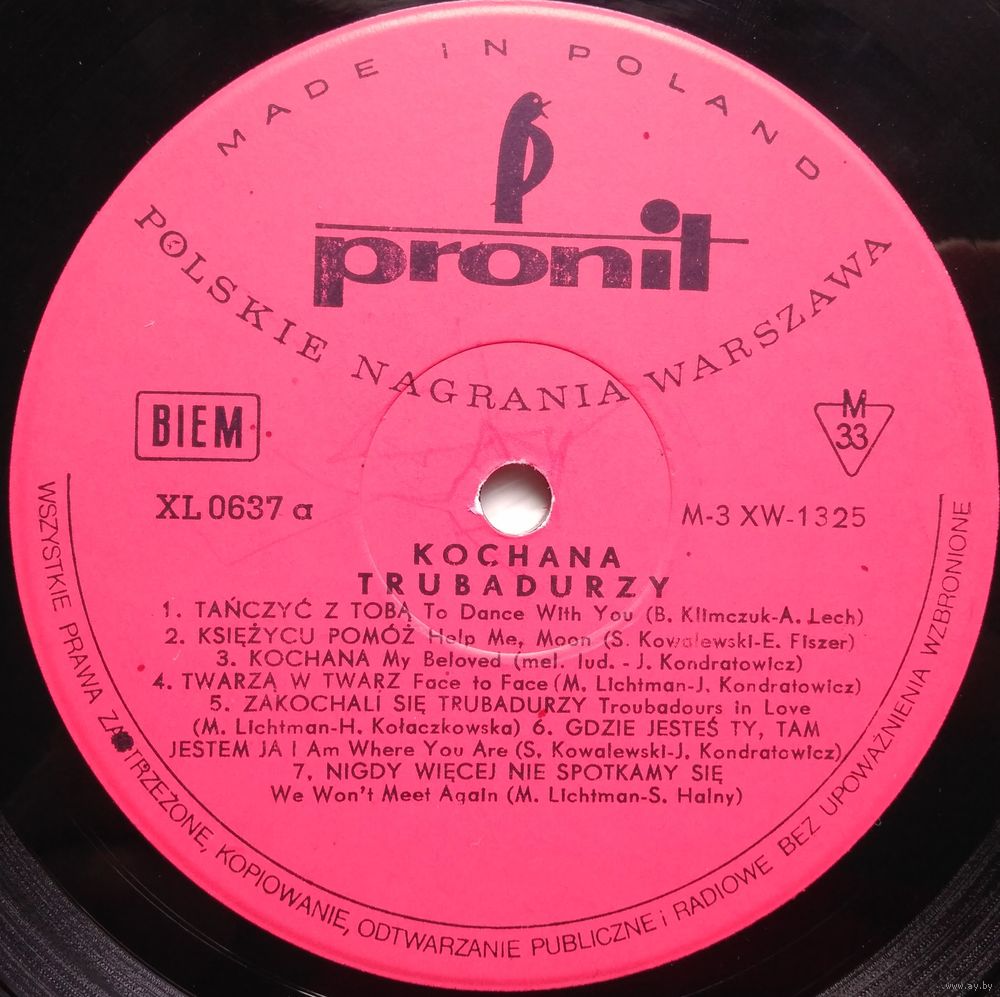 MADE IN POLAND
pronit
POLSKIE NAGRANIA WARSZAWA
BIEM
M
33
XL 0637 a
M-3 XW-1325
KOCHANA
TRUBADURZY
1. TAŃCZYĆ Z TOBĄ To Dance With You (B. Klimczuk-A. Lech)
2. KSIĘŻYCU POMÓŻ Help Me, Moon (S. Kowalewski-E. Fiszer)
3. KOCHANA My Beloved (mel. lud. - J. Kondratowicz)
4. TWARZĄ W TWARZ Face to Face (M. Lichtman-J. Kondratowicz)
5. ZAKOCHALI SIĘ TRUBADURZY Troubadours in Love
(M. Lichtman-H. Kołaczkowska) 6. GDZIE JESTEŚ TY, TAM
JESTEM JA I Am Where You Are (S. Kowalewski-J. Kondratowicz)
7. NIGDY WIĘCEJ NIE SPOTKAMY SIĘ
We Won't Meet Again (M. Lichtman-S. Halny)
WSZYSTKIE PRAWA ZASTRZEŻONE, KOPIOWANIE, ODTWARZANIE PUBLICZNE i RADIOWE BEZ UPOWAŻNIENIA WZBRONIONE
www.ay.by